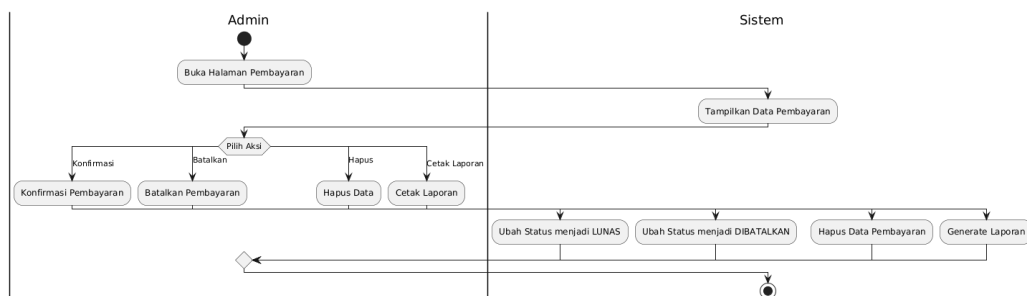 Admin
Sistem
Buka Halaman Pembayaran
Tampilkan Data Pembayaran
Pilih Aksi
Konfirmasi
Batalkan
Hapus
Cetak Laporan
Konfirmasi Pembayaran
Batalkan Pembayaran
Hapus Data
Cetak Laporan
Ubah Status menjadi LUNAS
Ubah Status menjadi DIBATALKAN
Hapus Data Pembayaran
Generate Laporan